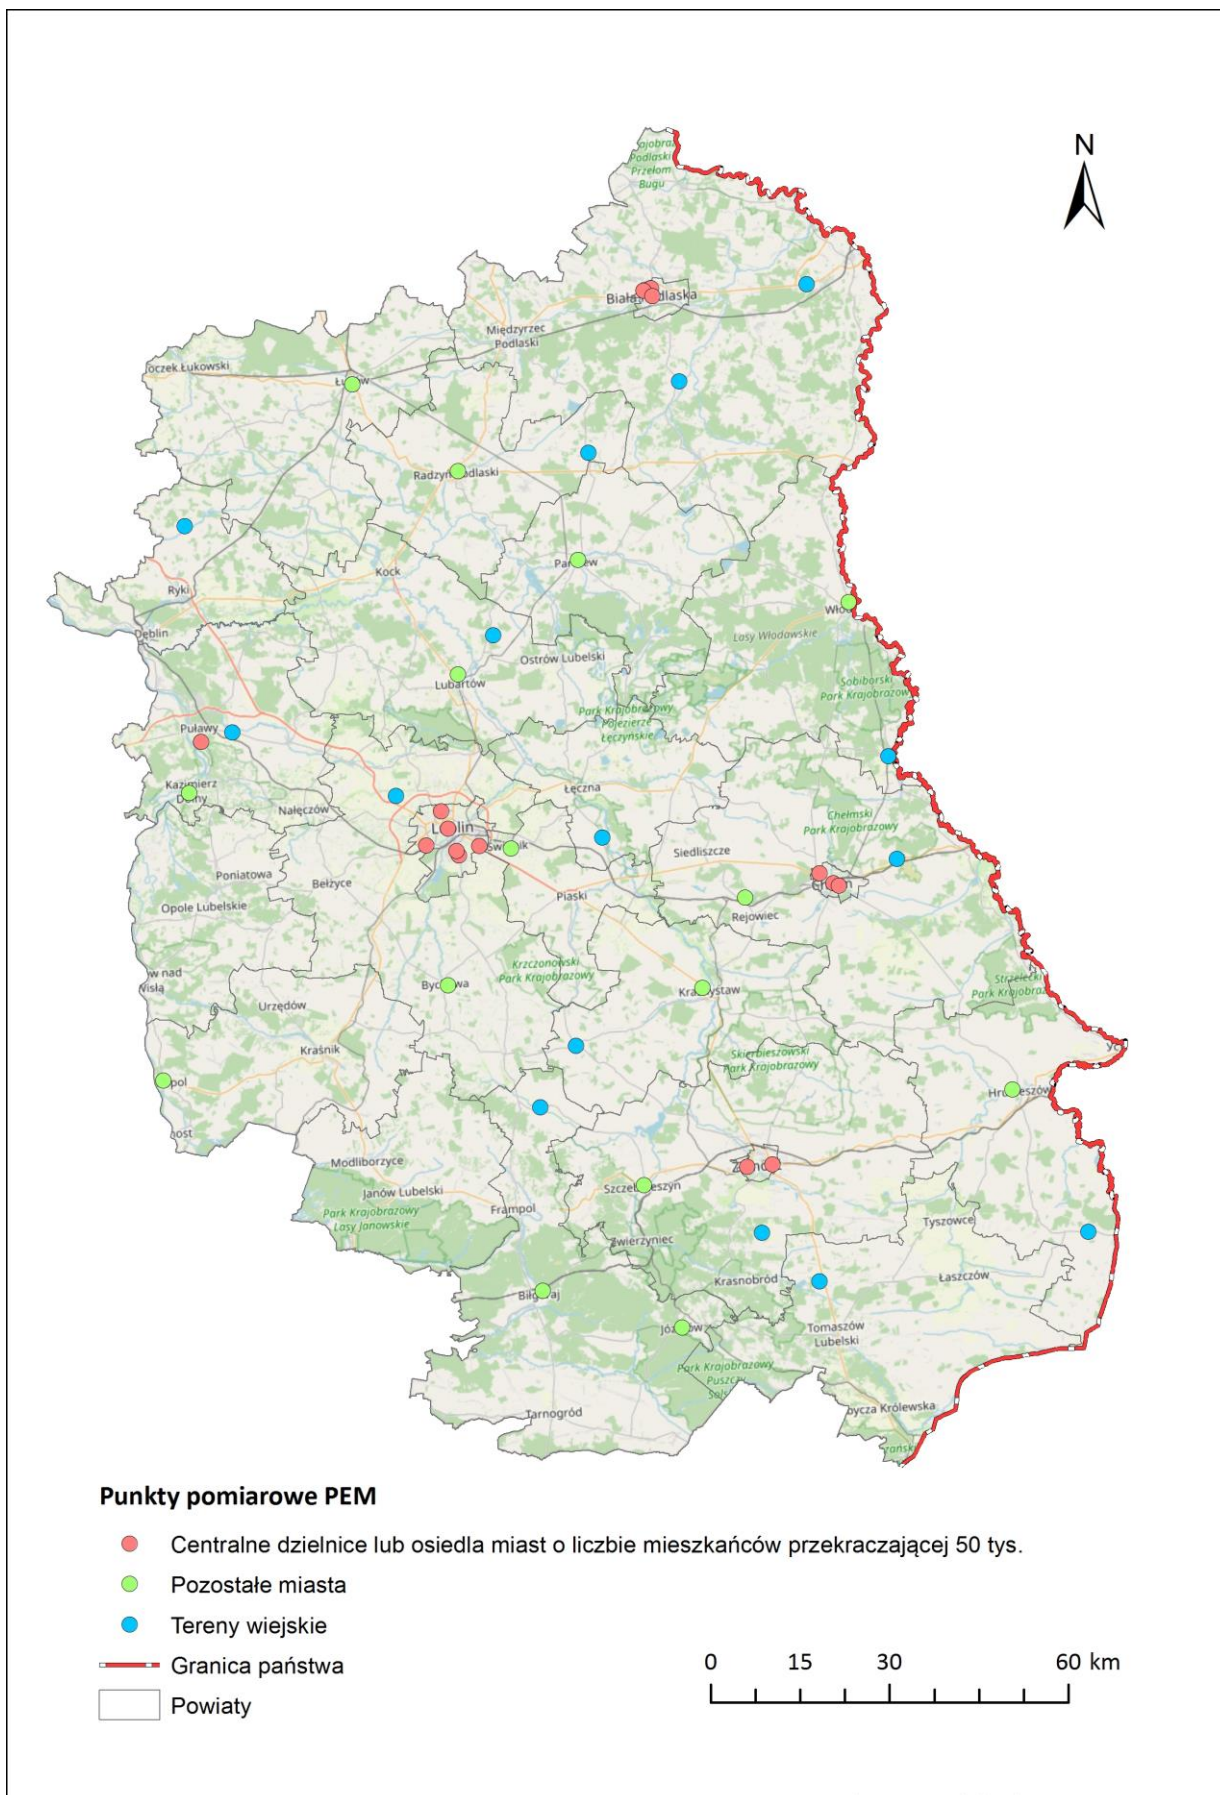 N
Podlaski
Przełom
Bugu
Międzyrzec
Podlaski
Kock
Ryki
Dęblin
Lasy Włodawskie
Ostrów Lubelski
Sobiborski
Park Krajobrazowy
Lubartów
Park Krajobrazowy
Pojezierze
Łęczyńskie
Puławy
Kazimierz
Dolny
Łęczna
Nałęczów
Chełmski
Park Krajobrazowy
Siedliszcze
Poniatowa
Bełżyce
Piaski
Opole Lubelskie
Rejowiec
Krzczonowski
Park Krajobrazowy
Urzędów
Kraśnik
Skierbieszowski
Park Krajobrazowy
Modliborzyce
Janów Lubelski
Frampol
Park Krajobrazowy
Lasy Janowskie
Tyszowce
Zwierzyniec
Krasnobród
Łaszczów
Tomaszów
Lubelski
Park Krajobrazowy
Puszczy
Tarnogród
Punkty pomiarowe PEM
Centralne dzielnice lub osiedla miast o liczbie mieszkańców przekraczającej 50 tys.
Pozostałe miasta
Tereny wiejskie
Granica państwa
Powiaty
0 15 30 60 km